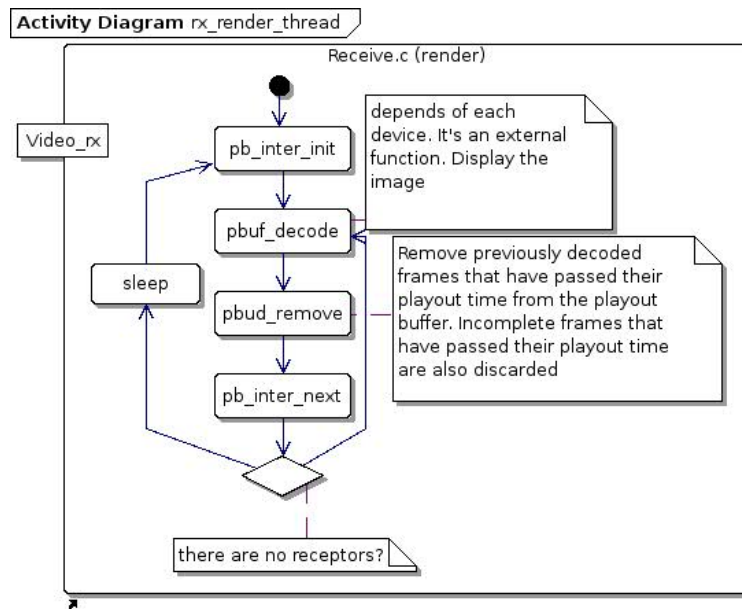 Activity Diagram rx_render_thread
Receive.c (render)
Video_rx
pb_inter_init
depends of each
device. It's an external
function. Display the
image
pbuf_decode
sleep
pbud_remove
Remove previously decoded
frames that have passed their
playout time from the playout
buffer. Incomplete frames that
have passed their playout time
are also discarded
pb_inter_next
there are no receptors?